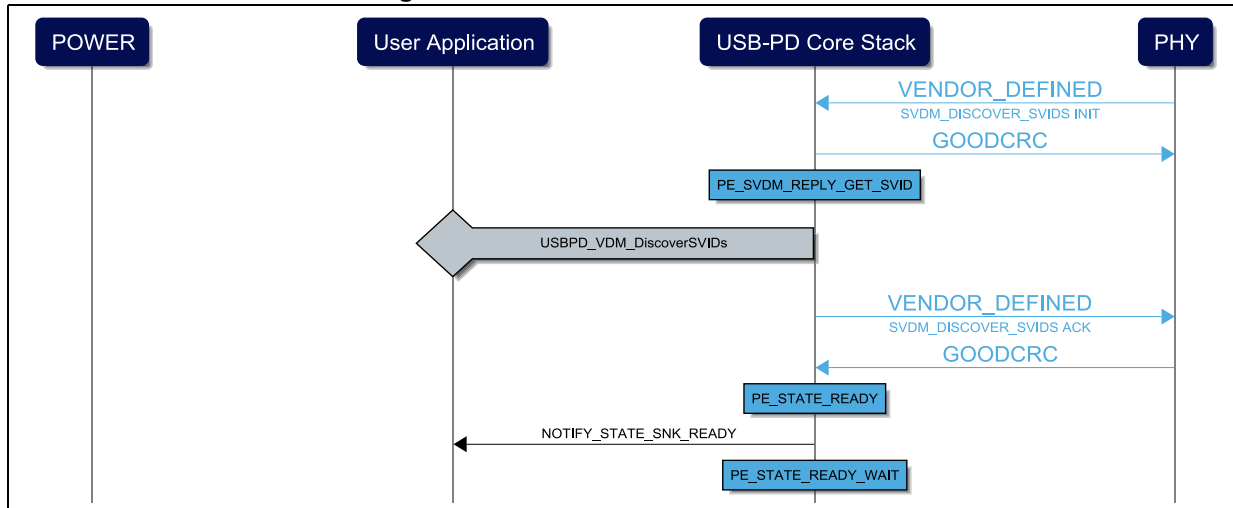 POWER
User Application
USB-PD Core Stack
PHY
VENDOR_DEFINED
SVDM_DISCOVER_SVIDS INIT
GOODCRC
PE_SVDM_REPLY_GET_SVID
USBPD_VDM_DiscoverSVIDs
VENDOR_DEFINED
SVDM_DISCOVER_SVIDS ACK
GOODCRC
PE_STATE_READY
NOTIFY_STATE_SNK_READY
PE_STATE_READY_WAIT